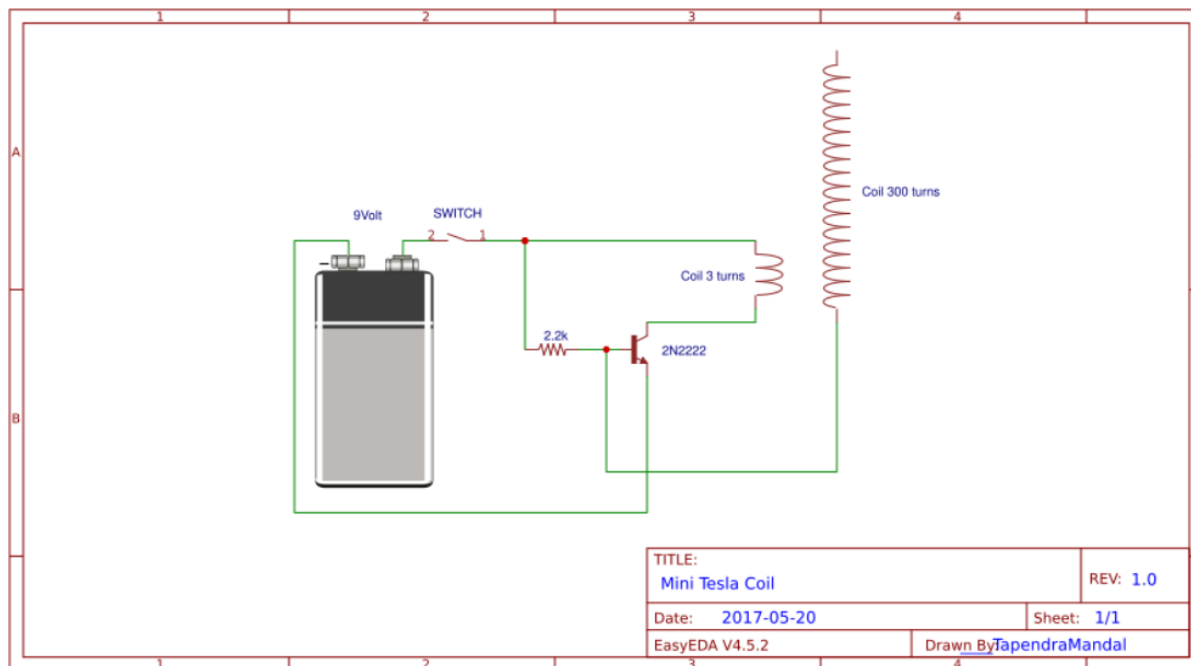 1 2 3 4
A
Coil 300 turns
9Volt SWITCH
– 2 1
Coil 3 turns
2.2k
2N2222
B
TITLE:
Mini Tesla Coil
REV: 1.0
Date: 2017-05-20
Sheet: 1/1
EasyEDA V4.5.2
Drawn By: TapendraMandal
1 2 3 4